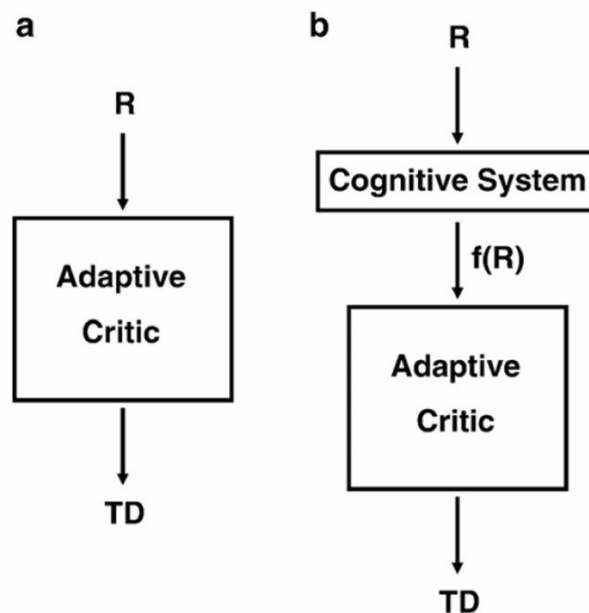 a
R
Adaptive
Critic
TD
b
R
Cognitive System
f(R)
Adaptive
Critic
TD